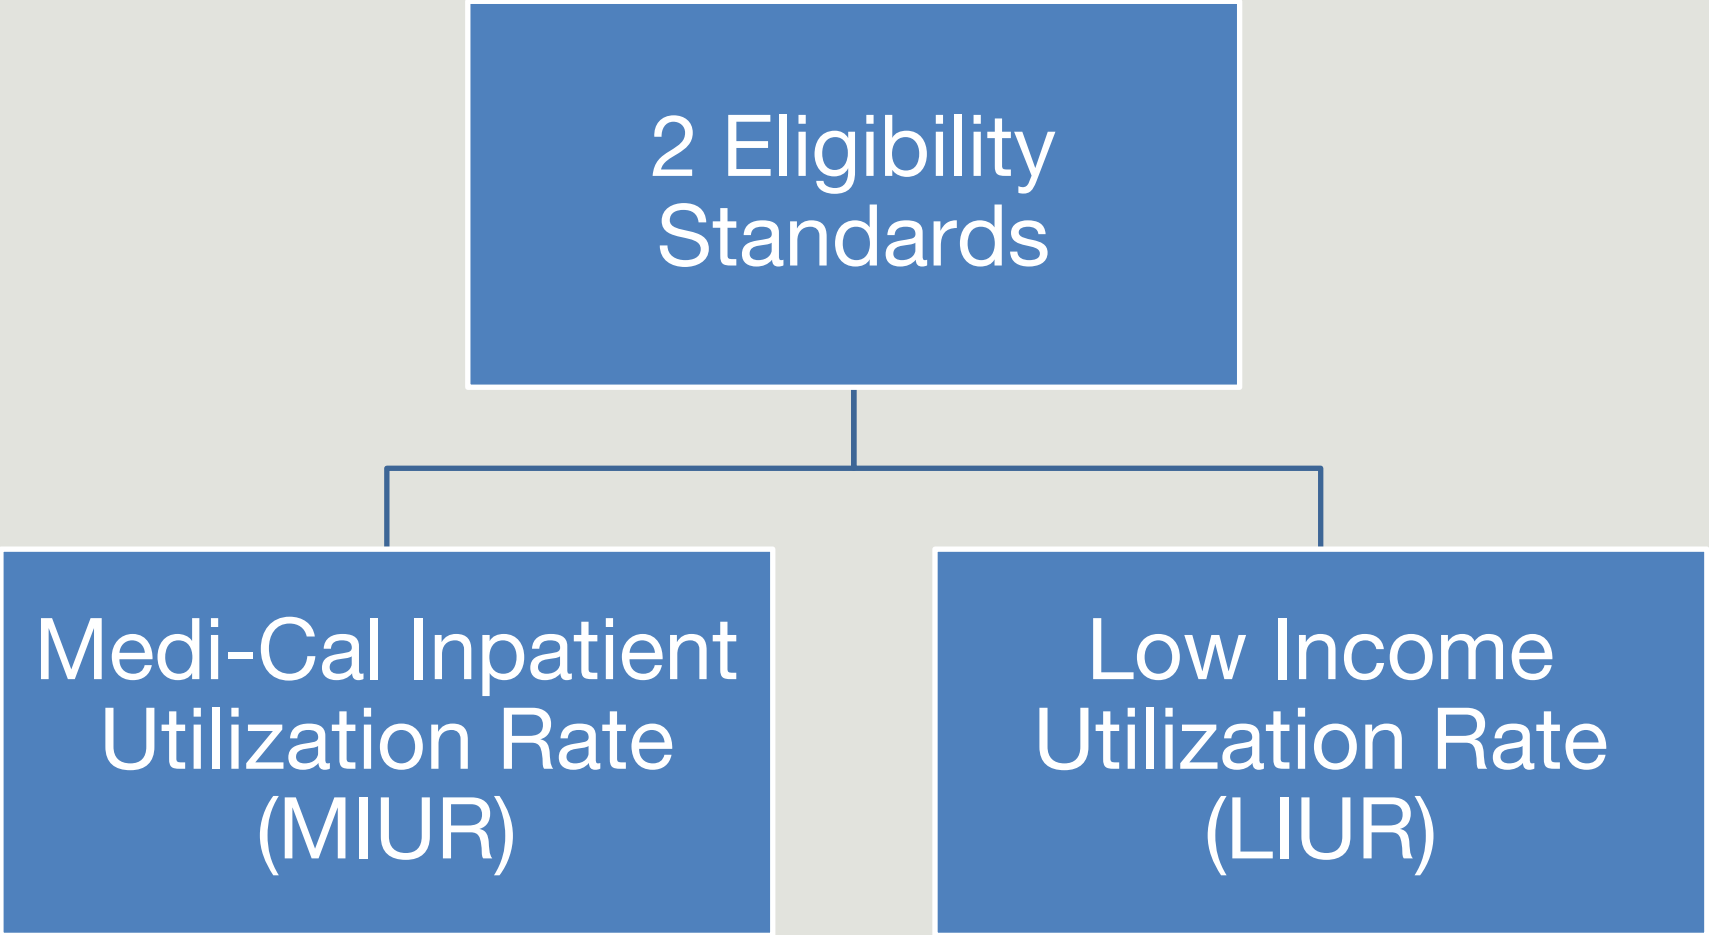 2 Eligibility
Standards
Medi-Cal Inpatient
Utilization Rate
(MIUR)
Low Income
Utilization Rate
(LIUR)